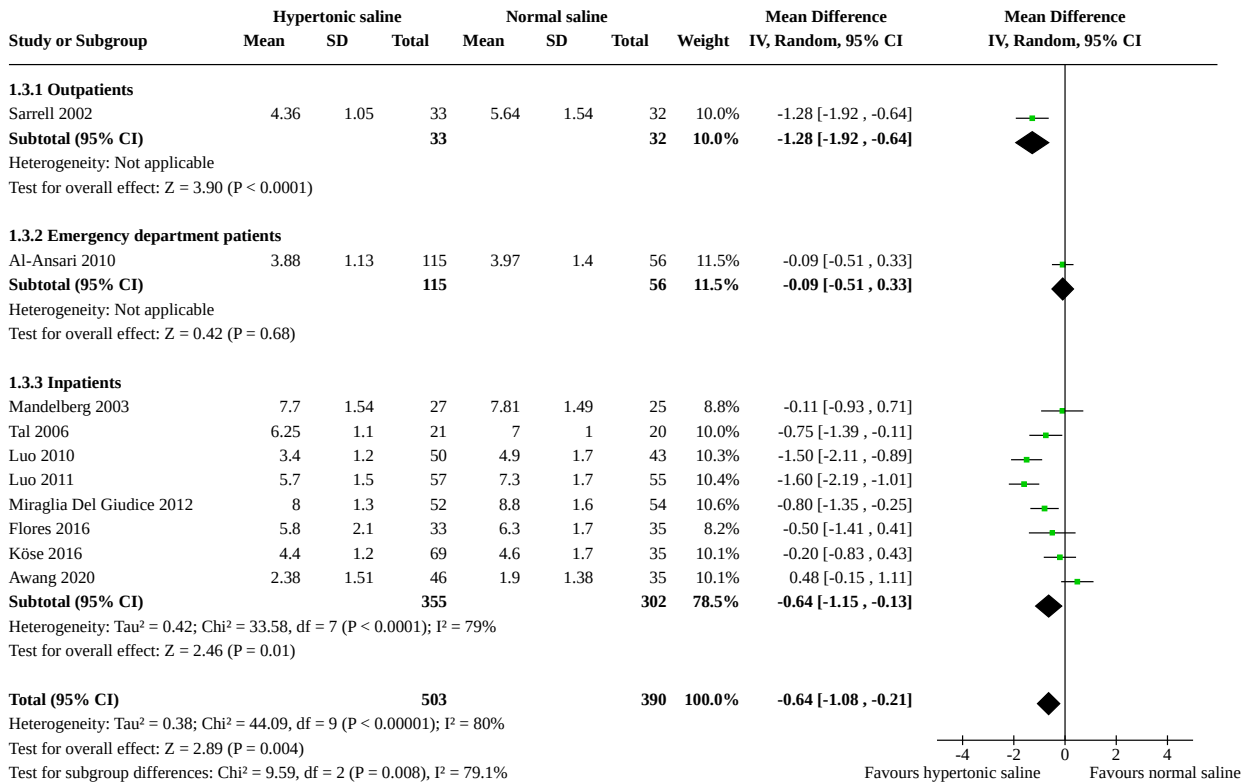 Hypertonic saline Normal saline Mean Difference Mean Difference
Study or Subgroup Mean SD Total Mean SD Total Weight IV, Random, 95% CI IV, Random, 95% CI
1.3.1 Outpatients
Sarrell 2002 4.36 1.05 33 5.64 1.54 32 10.0% -1.28 [-1.92 , -0.64]
Subtotal (95% CI) 33 32 10.0% -1.28 [-1.92 , -0.64]
Heterogeneity: Not applicable
Test for overall effect: Z = 3.90 (P < 0.0001)
1.3.2 Emergency department patients
Al-Ansari 2010 3.88 1.13 115 3.97 1.4 56 11.5% -0.09 [-0.51 , 0.33]
Subtotal (95% CI) 115 56 11.5% -0.09 [-0.51 , 0.33]
Heterogeneity: Not applicable
Test for overall effect: Z = 0.42 (P = 0.68)
1.3.3 Inpatients
Mandelberg 2003 7.7 1.54 27 7.81 1.49 25 8.8% -0.11 [-0.93 , 0.71]
Tal 2006 6.25 1.1 21 7 1 20 10.0% -0.75 [-1.39 , -0.11]
Luo 2010 3.4 1.2 50 4.9 1.7 43 10.3% -1.50 [-2.11 , -0.89]
Luo 2011 5.7 1.5 57 7.3 1.7 55 10.4% -1.60 [-2.19 , -1.01]
Miraglia Del Giudice 2012 8 1.3 52 8.8 1.6 54 10.6% -0.80 [-1.35 , -0.25]
Flores 2016 5.8 2.1 33 6.3 1.7 35 8.2% -0.50 [-1.41 , 0.41]
Köse 2016 4.4 1.2 69 4.6 1.7 35 10.1% -0.20 [-0.83 , 0.43]
Awang 2020 2.38 1.51 46 1.9 1.38 35 10.1% 0.48 [-0.15 , 1.11]
Subtotal (95% CI) 355 302 78.5% -0.64 [-1.15 , -0.13]
Heterogeneity: Tau² = 0.42; Chi² = 33.58, df = 7 (P < 0.0001); I² = 79%
Test for overall effect: Z = 2.46 (P = 0.01)
Total (95% CI) 503 390 100.0% -0.64 [-1.08 , -0.21]
Heterogeneity: Tau² = 0.38; Chi² = 44.09, df = 9 (P < 0.00001); I² = 80%
Test for overall effect: Z = 2.89 (P = 0.004) -4 -2 0 2 4
Test for subgroup differences: Chi² = 9.59, df = 2 (P = 0.008), I² = 79.1% Favours hypertonic saline Favours normal saline